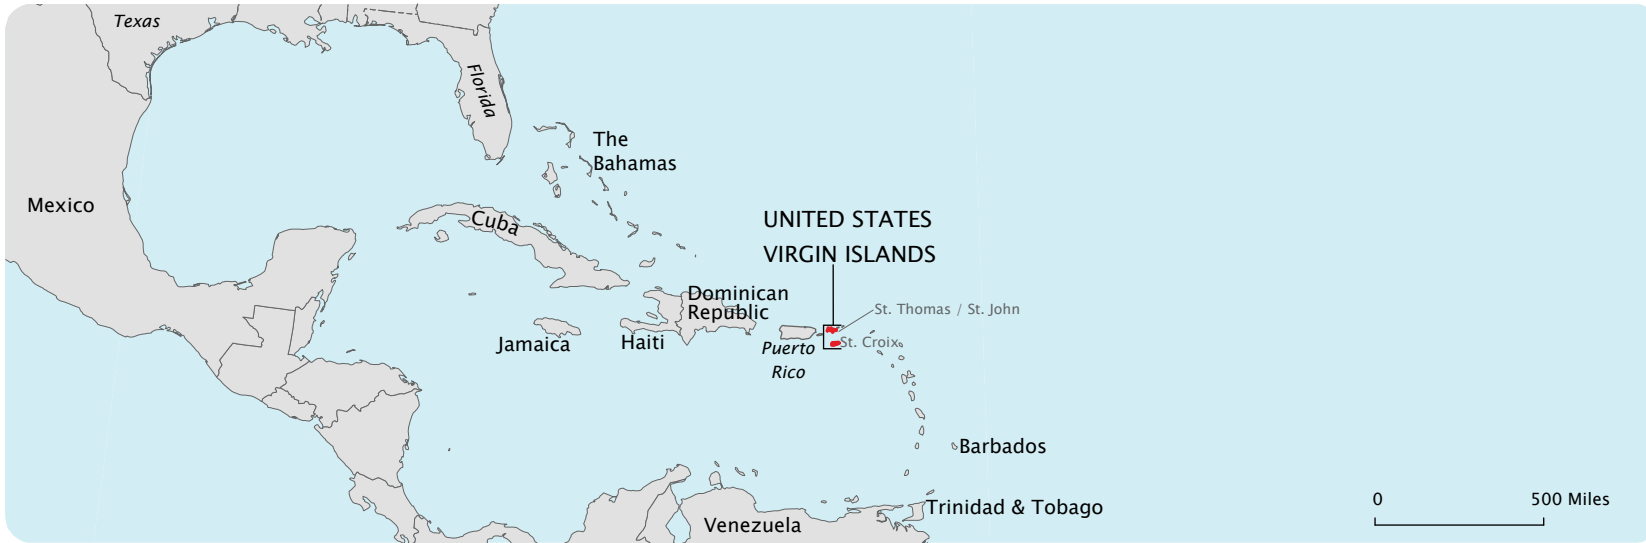 Texas
Florida
The
Bahamas
Mexico
Cuba
UNITED STATES
VIRGIN ISLANDS
Dominican
Republic
St. Thomas / St. John
Jamaica
Haiti
Puerto
Rico
St. Croix
Barbados
0 500 Miles
Trinidad & Tobago
Venezuela